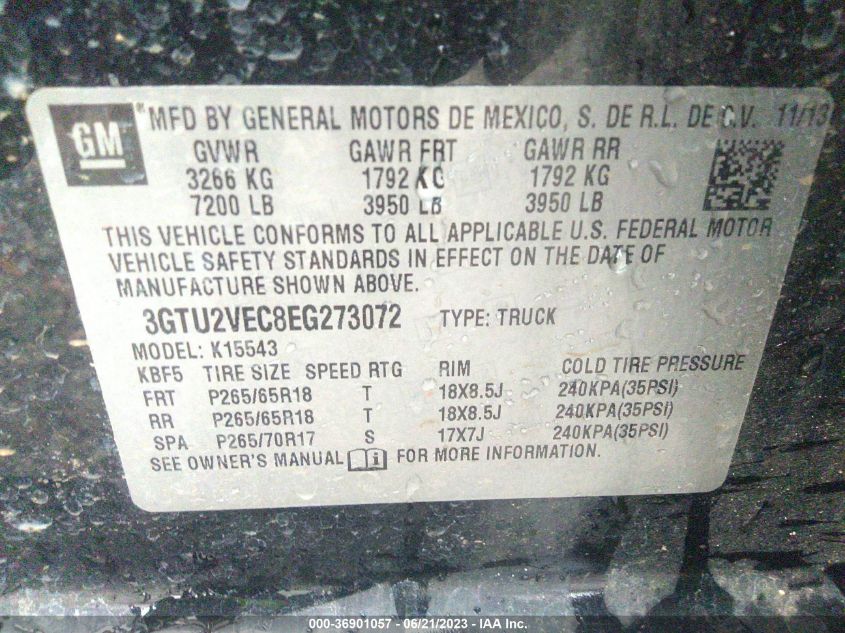 GM ® MFD BY GENERAL MOTORS DE MEXICO, S. DE R.L. DE C.V. 11/13
GVWR GAWR FRT GAWR RR
3266 KG 1792 KG 1792 KG
7200 LB 3950 LB 3950 LB
THIS VEHICLE CONFORMS TO ALL APPLICABLE U.S. FEDERAL MOTOR
VEHICLE SAFETY STANDARDS IN EFFECT ON THE DATE OF
MANUFACTURE SHOWN ABOVE.
3GTU2VEC8EG273072 TYPE: TRUCK
MODEL: K15543
KBF5 TIRE SIZE SPEED RTG RIM COLD TIRE PRESSURE
FRT P265/65R18 T 18X8.5J 240KPA(35PSI)
RR P265/65R18 T 18X8.5J 240KPA(35PSI)
SPA P265/70R17 S 17X7J 240KPA(35PSI)
SEE OWNER'S MANUAL i FOR MORE INFORMATION.
000-36901057 - 06/21/2023 - IAA Inc.